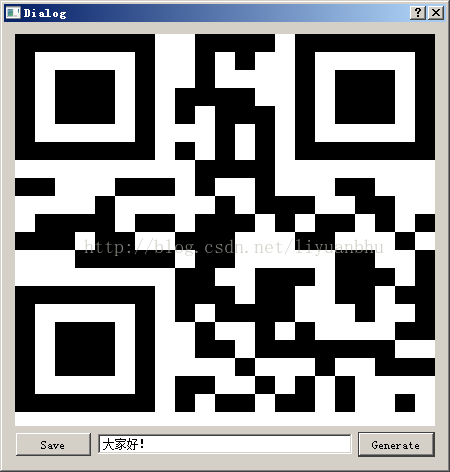 Dialog
http://blog.csdn.net/liyuanbhu
Save
大家好!
Generate